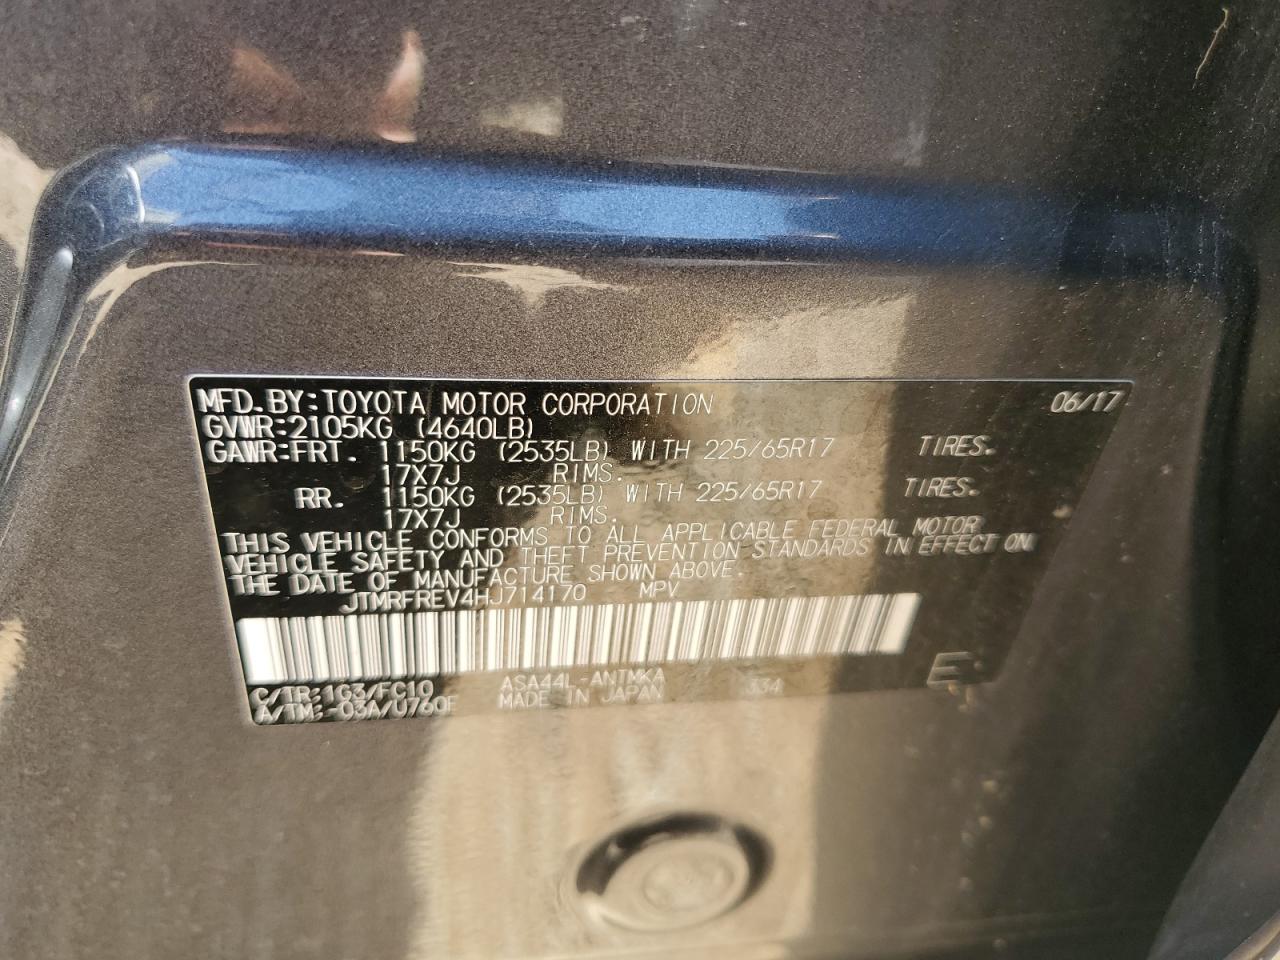 MFD.BY:TOYOTA MOTOR CORPORATION 06/17
GVWR:2105KG (4640LB)
GAWR:FRT. 1150KG (2535LB) WITH 225/65R17 TIRES.
17X7J RIMS.
RR. 1150KG (2535LB) WITH 225/65R17 TIRES.
17X7J RIMS.
THIS VEHICLE CONFORMS TO ALL APPLICABLE FEDERAL MOTOR
VEHICLE SAFETY AND THEFT PREVENTION STANDARDS IN EFFECT ON
THE DATE OF MANUFACTURE SHOWN ABOVE.
JTMRFREV4HJ714170 MPV
C/TR:1G3/FC10 ASA44L-ANTMKA E
A/TM:-03A/U760E MADE IN JAPAN 334